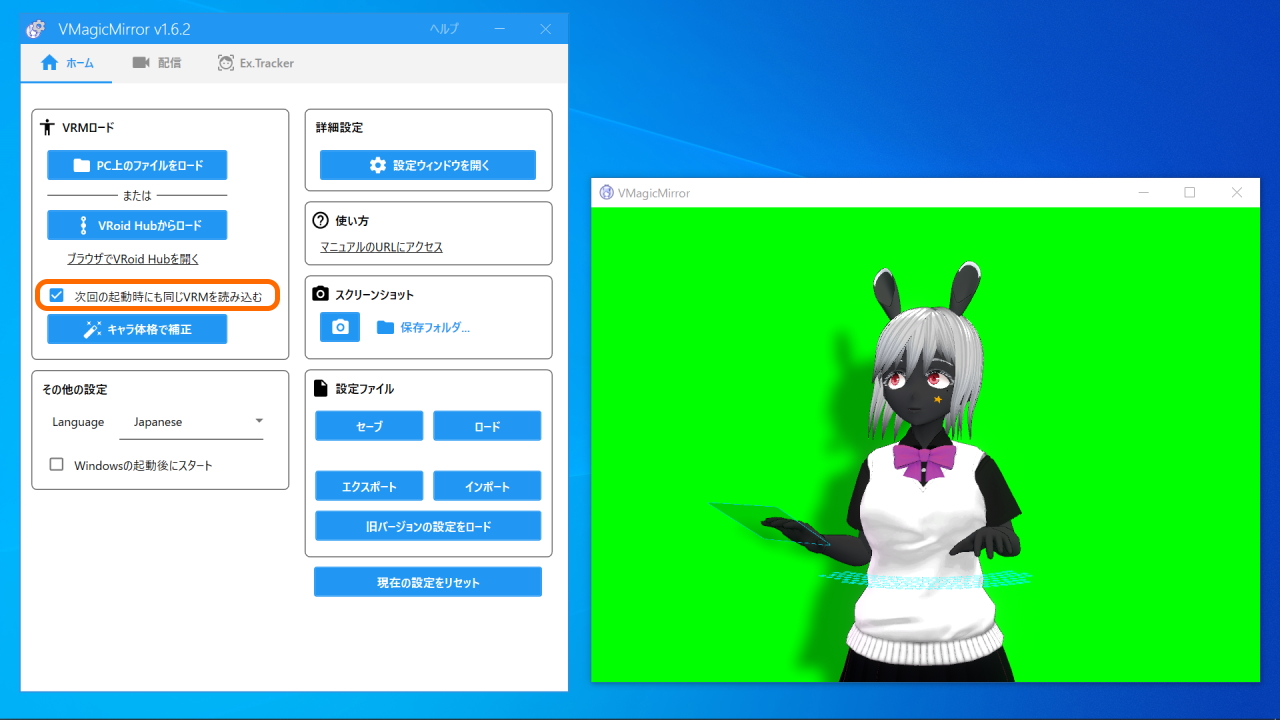 VMagicMirror v1.6.2
ヘルプ
ホーム
配信
Ex.Tracker
VRMロード
PC上のファイルをロード
または
VRoid Hubからロード
ブラウザでVRoid Hubを開く
次回の起動時にも同じVRMを読み込む
キャラ体格で補正
その他の設定
Language
Japanese
Windowsの起動後にスタート
詳細設定
設定ウィンドウを開く
使い方
マニュアルのURLにアクセス
スクリーンショット
保存フォルダ...
設定ファイル
セーブ
ロード
エクスポート
インポート
旧バージョンの設定をロード
現在の設定をリセット
VMagicMirror